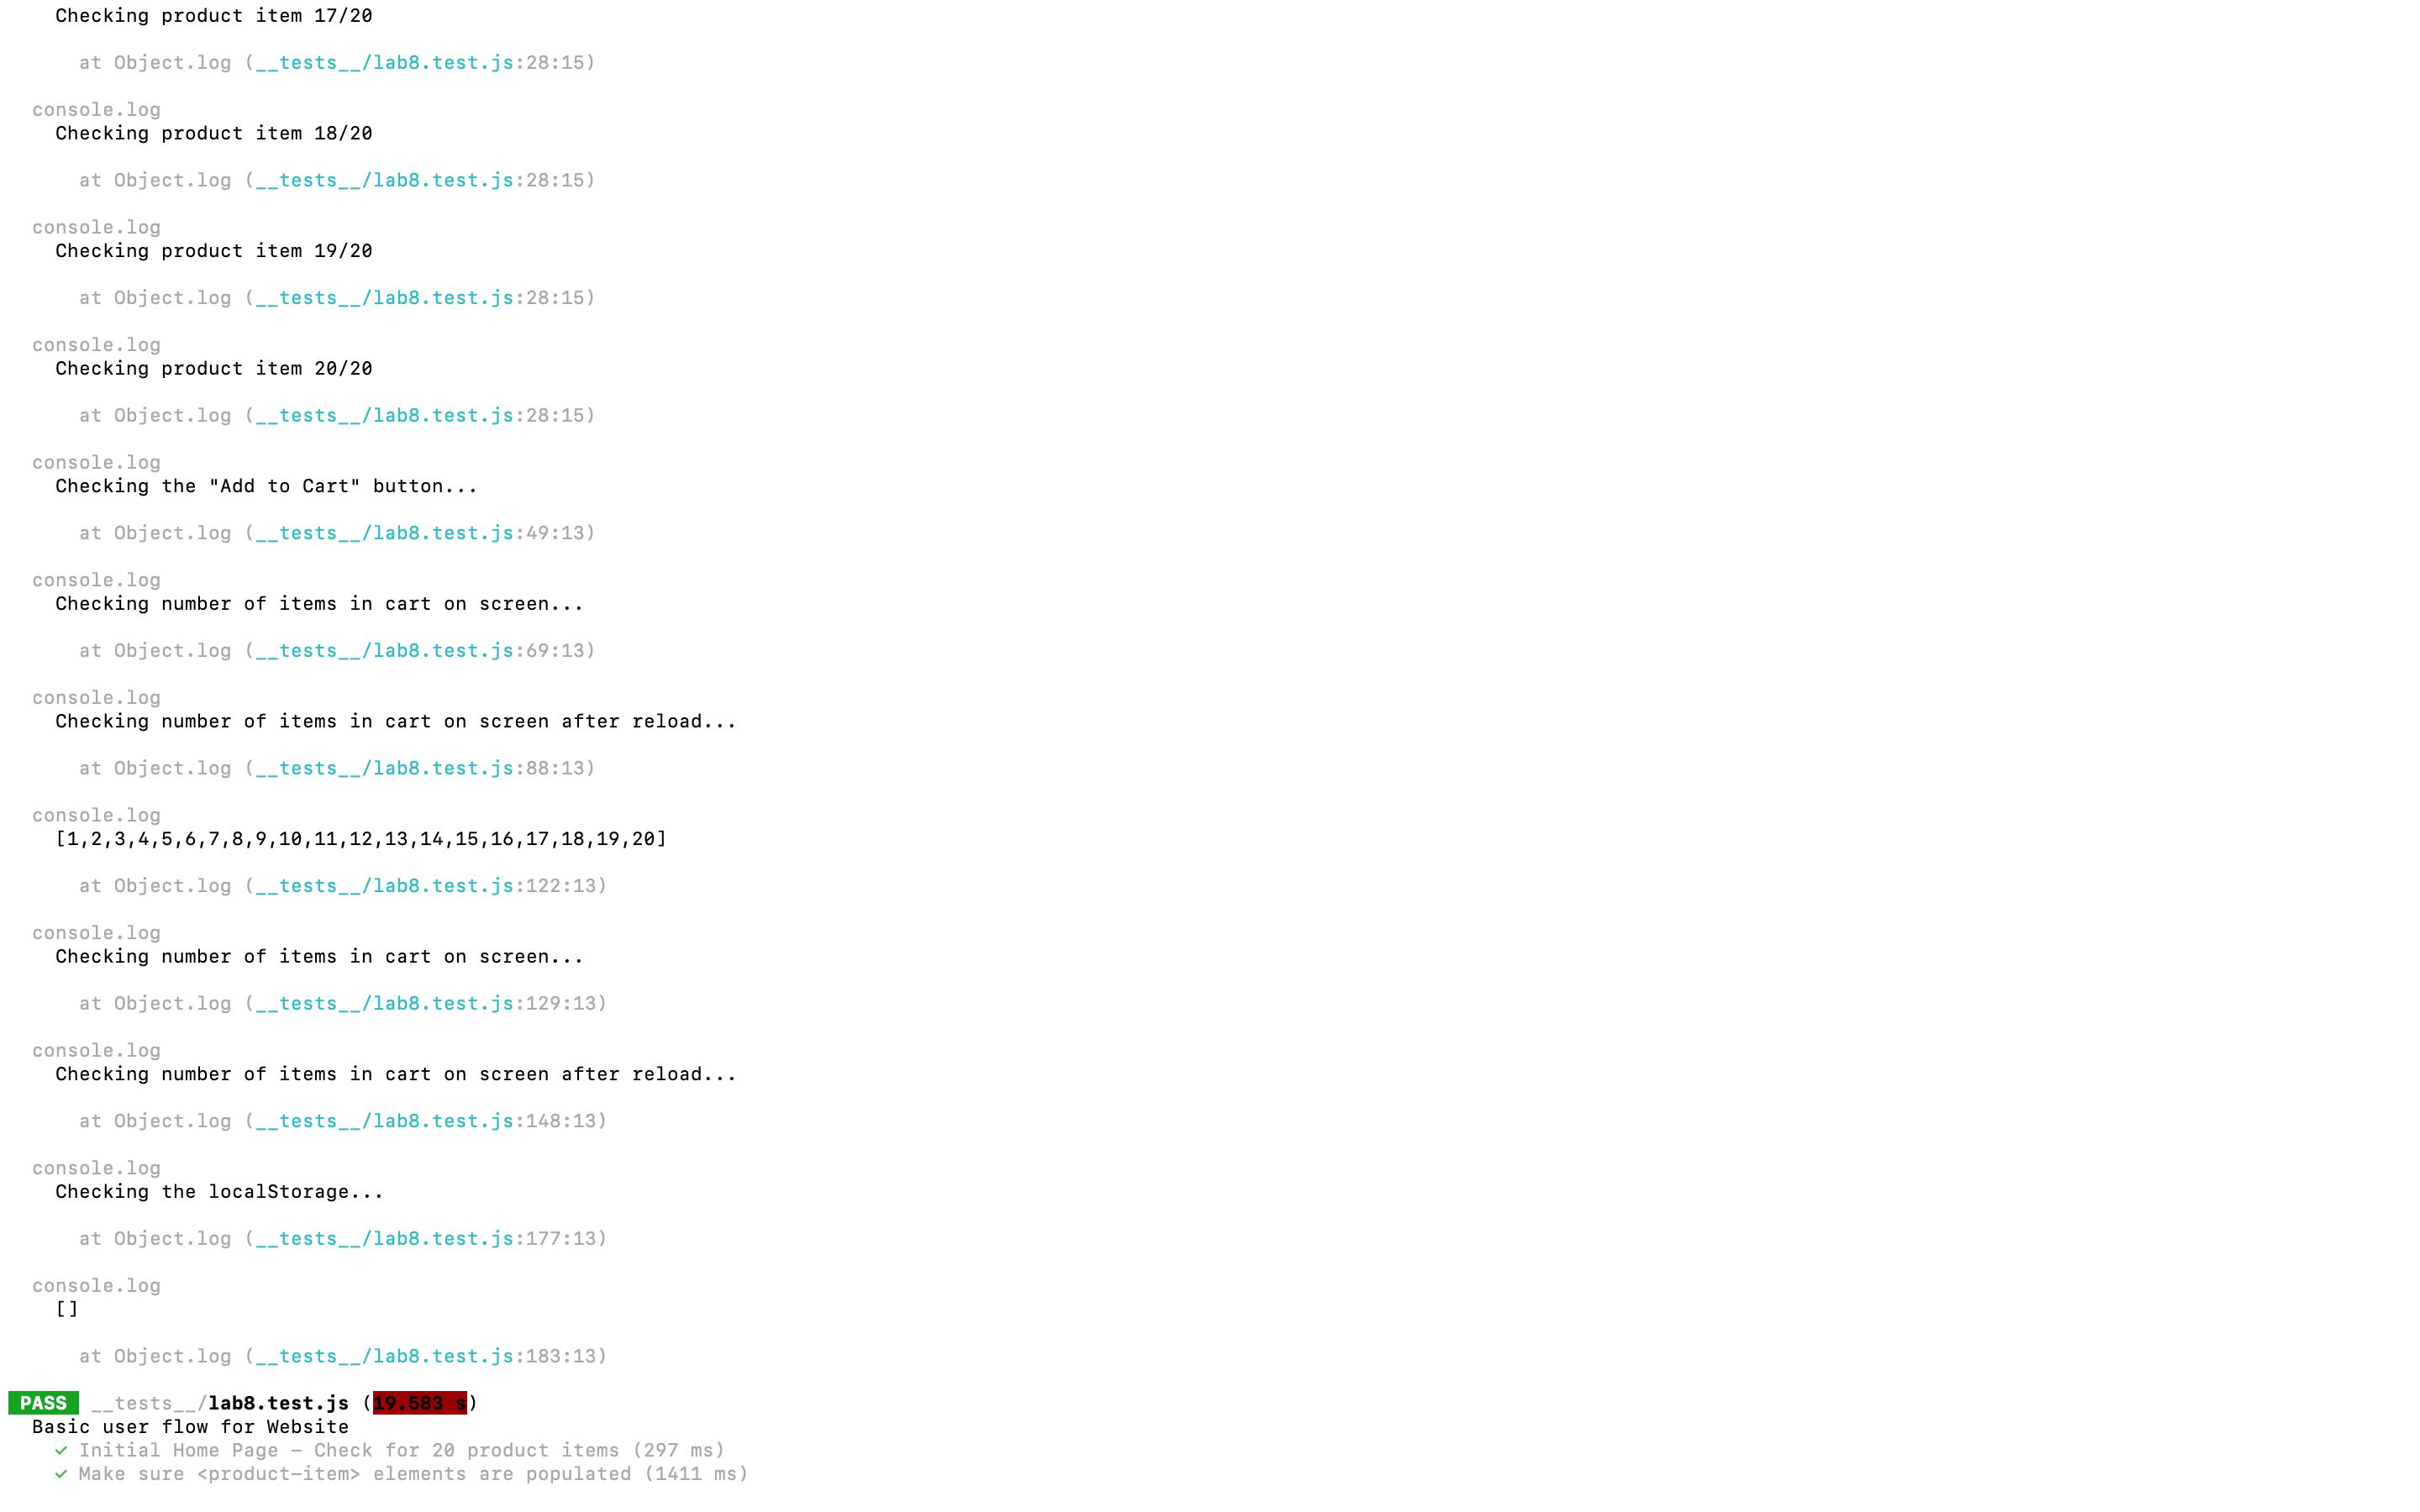 Checking product item 17/20
at Object.log (__tests__/lab8.test.js:28:15)
console.log
Checking product item 18/20
at Object.log (__tests__/lab8.test.js:28:15)
console.log
Checking product item 19/20
at Object.log (__tests__/lab8.test.js:28:15)
console.log
Checking product item 20/20
at Object.log (__tests__/lab8.test.js:28:15)
console.log
Checking the "Add to Cart" button...
at Object.log (__tests__/lab8.test.js:49:13)
console.log
Checking number of items in cart on screen...
at Object.log (__tests__/lab8.test.js:69:13)
console.log
Checking number of items in cart on screen after reload...
at Object.log (__tests__/lab8.test.js:88:13)
console.log
[1,2,3,4,5,6,7,8,9,10,11,12,13,14,15,16,17,18,19,20]
at Object.log (__tests__/lab8.test.js:122:13)
console.log
Checking number of items in cart on screen...
at Object.log (__tests__/lab8.test.js:129:13)
console.log
Checking number of items in cart on screen after reload...
at Object.log (__tests__/lab8.test.js:148:13)
console.log
Checking the localStorage...
at Object.log (__tests__/lab8.test.js:177:13)
console.log
[]
at Object.log (__tests__/lab8.test.js:183:13)
PASS __tests__/lab8.test.js (19.583 s)
Basic user flow for Website
✓ Initial Home Page – Check for 20 product items (297 ms)
✓ Make sure <product-item> elements are populated (1411 ms)